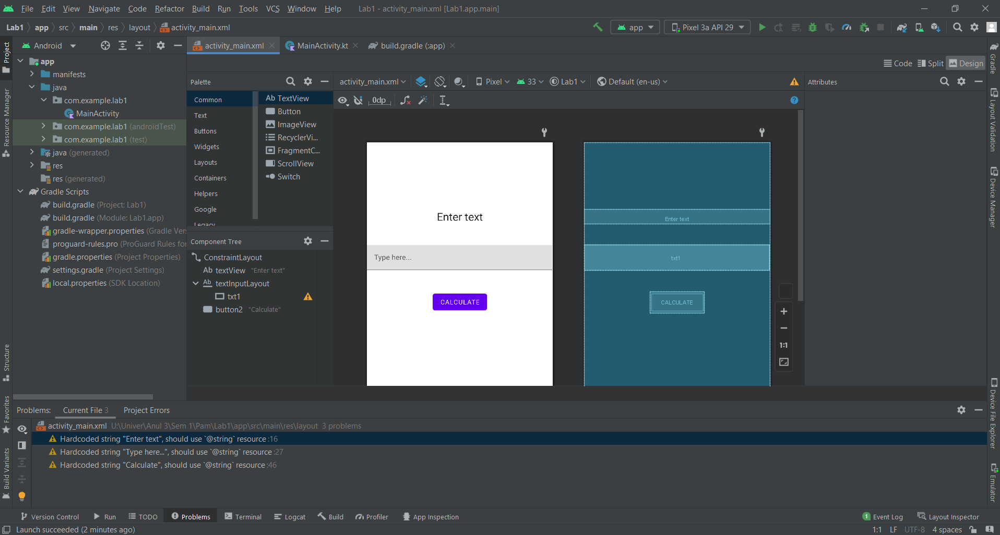 File Edit View Navigate Code Refactor Build Run Tools VCS Window Help Lab1 - activity_main.xml [Lab1.app.main]
Lab1 app src main res layout activity_main.xml app Pixel 3a API 29
Project
Resource Manager
Structure
Favorites
Build Variants
Android
app
manifests
java
com.example.lab1
MainActivity
com.example.lab1 (androidTest)
com.example.lab1 (test)
java (generated)
res
res (generated)
Gradle Scripts
build.gradle (Project: Lab1)
build.gradle (Module: Lab1.app)
gradle-wrapper.properties (Gradle Ver
proguard-rules.pro (ProGuard Rules fo
gradle.properties (Project Properties)
settings.gradle (Project Settings)
local.properties (SDK Location)
activity_main.xml MainActivity.kt build.gradle (:app)
Code Split Design
Palette
Common
Text
Buttons
Widgets
Layouts
Containers
Helpers
Google
Legacy
Ab TextView
Button
ImageView
RecyclerVi...
FragmentC...
ScrollView
Switch
Component Tree
ConstraintLayout
Ab textView "Enter text"
Ab textInputLayout
txt1
button2 "Calculate"
activity_main.xml Pixel 33 Lab1 Default (en-us)
0dp
Enter text
Type here...
CALCULATE
Enter text
txt1
CALCULATE
1:1
Attributes
Gradle
Layout Validation
Device Manager
Device File Explorer
Emulator
Problems: Current File 3 Project Errors
activity_main.xml U:\Univer\Anul 3\Sem 1\Pam\Lab1\app\src\main\res\layout 3 problems
Hardcoded string "Enter text", should use `@string` resource :16
Hardcoded string "Type here...", should use `@string` resource :27
Hardcoded string "Calculate", should use `@string` resource :46
Version Control Run TODO Problems Terminal Logcat Build Profiler App Inspection 1 Event Log Layout Inspector
Launch succeeded (2 minutes ago) 1:1 LF UTF-8 4 spaces